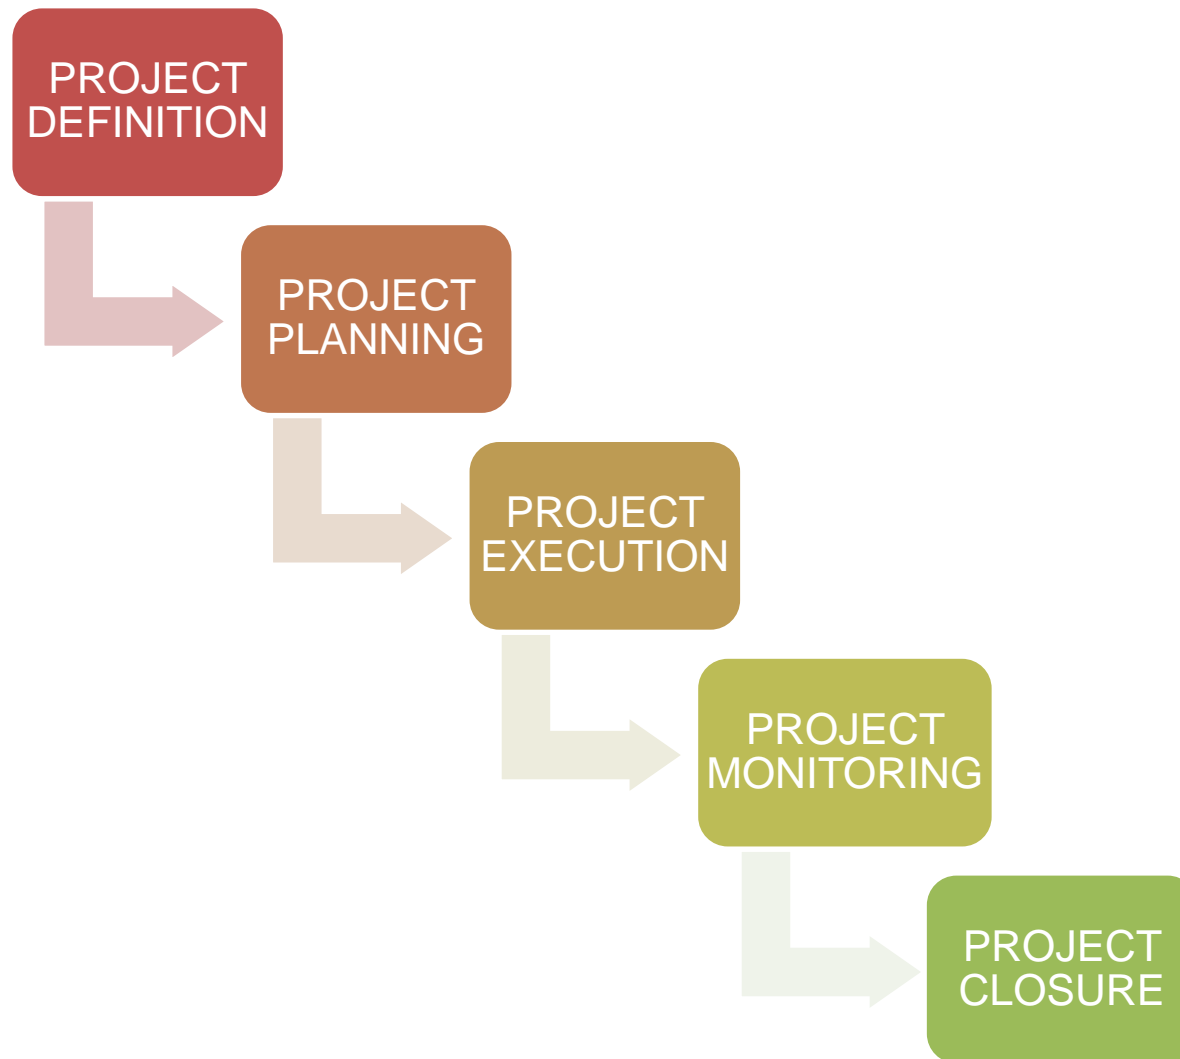 PROJECT
DEFINITION
PROJECT
PLANNING
PROJECT
EXECUTION
PROJECT
MONITORING
PROJECT
CLOSURE